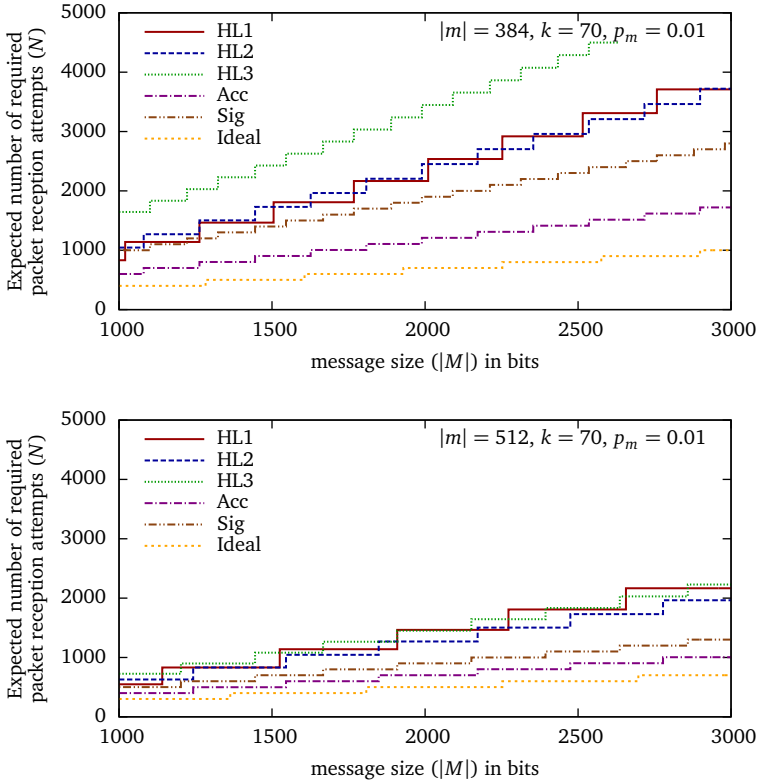 Expected number of required
packet reception attempts (N)
5000
4000
3000
2000
1000
0
HL1
HL2
HL3
Acc
Sig
Ideal
|m| = 384, k = 70, pₘ = 0.01
1000 1500 2000 2500 3000
message size (|M|) in bits
Expected number of required
packet reception attempts (N)
5000
4000
3000
2000
1000
0
HL1
HL2
HL3
Acc
Sig
Ideal
|m| = 512, k = 70, pₘ = 0.01
1000 1500 2000 2500 3000
message size (|M|) in bits